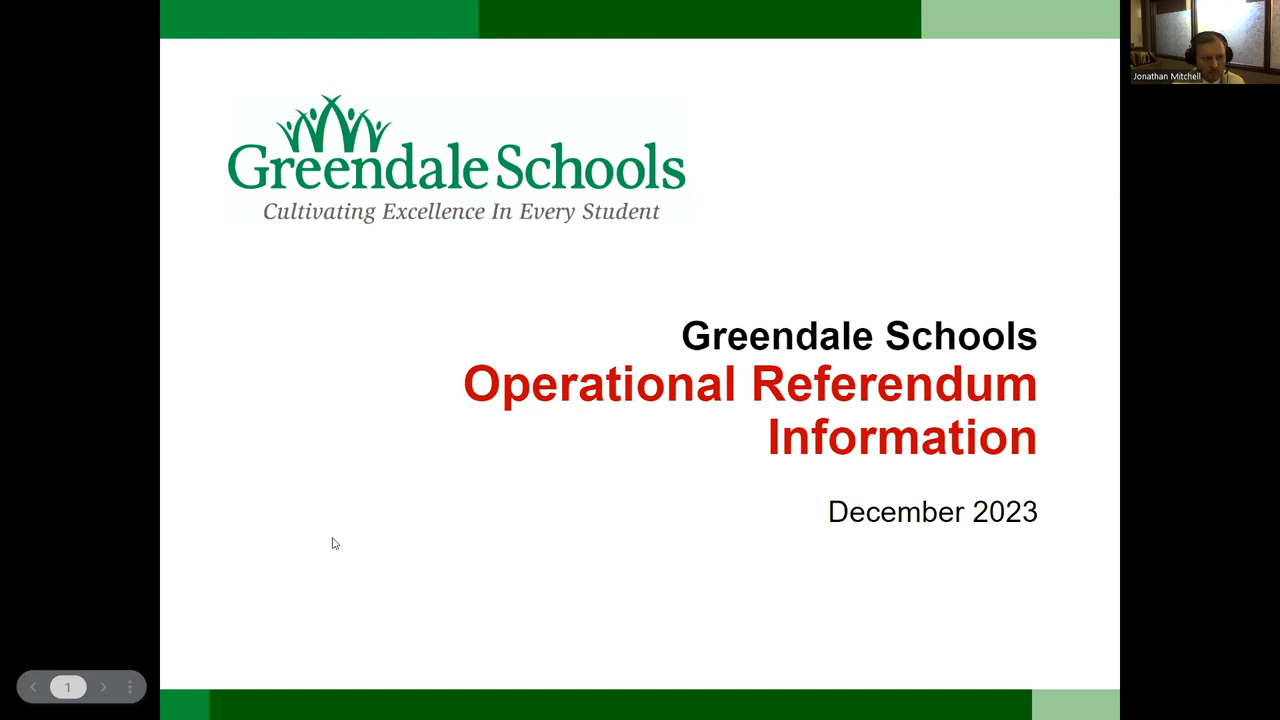 Greendale Schools
Cultivating Excellence In Every Student
Greendale Schools
Operational Referendum
Information
December 2023
Jonathan Mitchell
1